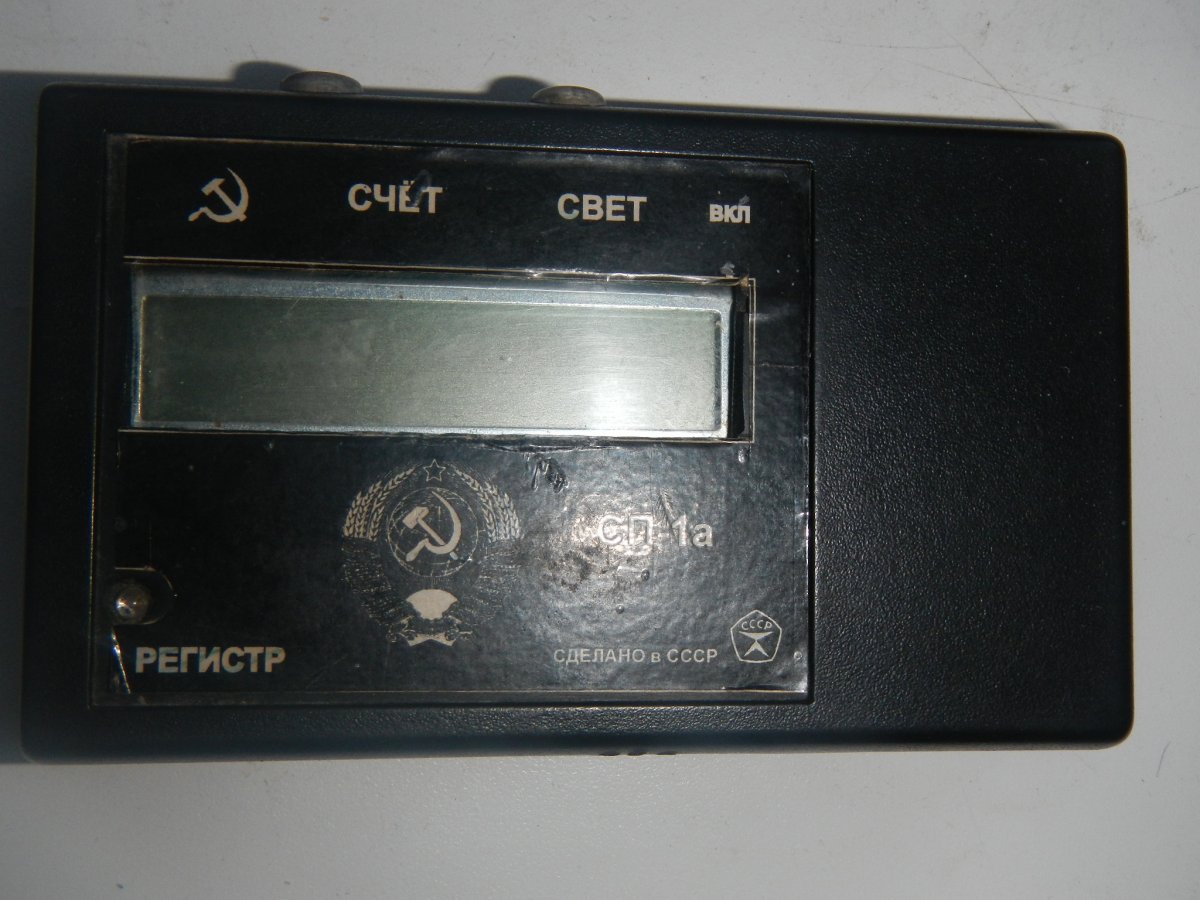 СЧЁТ СВЕТ ВКЛ
СП-1а
СДЕЛАНО в СССР
СССР
РЕГИСТР